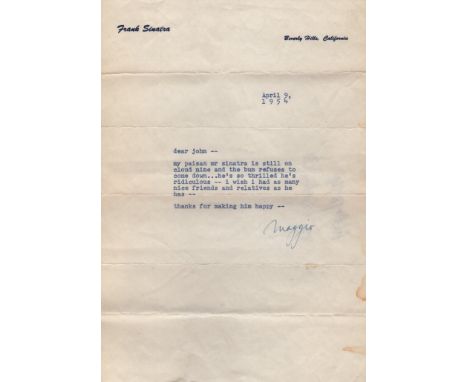 Frank Sinatra
Beverly Hills, California
April 9,
1954
dear john --
my paisan mr sinatra is still on
cloud nine and the bum refuses to
come down...he's so thrilled he's
ridiculous -- i wish i had as many
nice friends and relatives as he
has --
thanks for making him happy --
Maggio